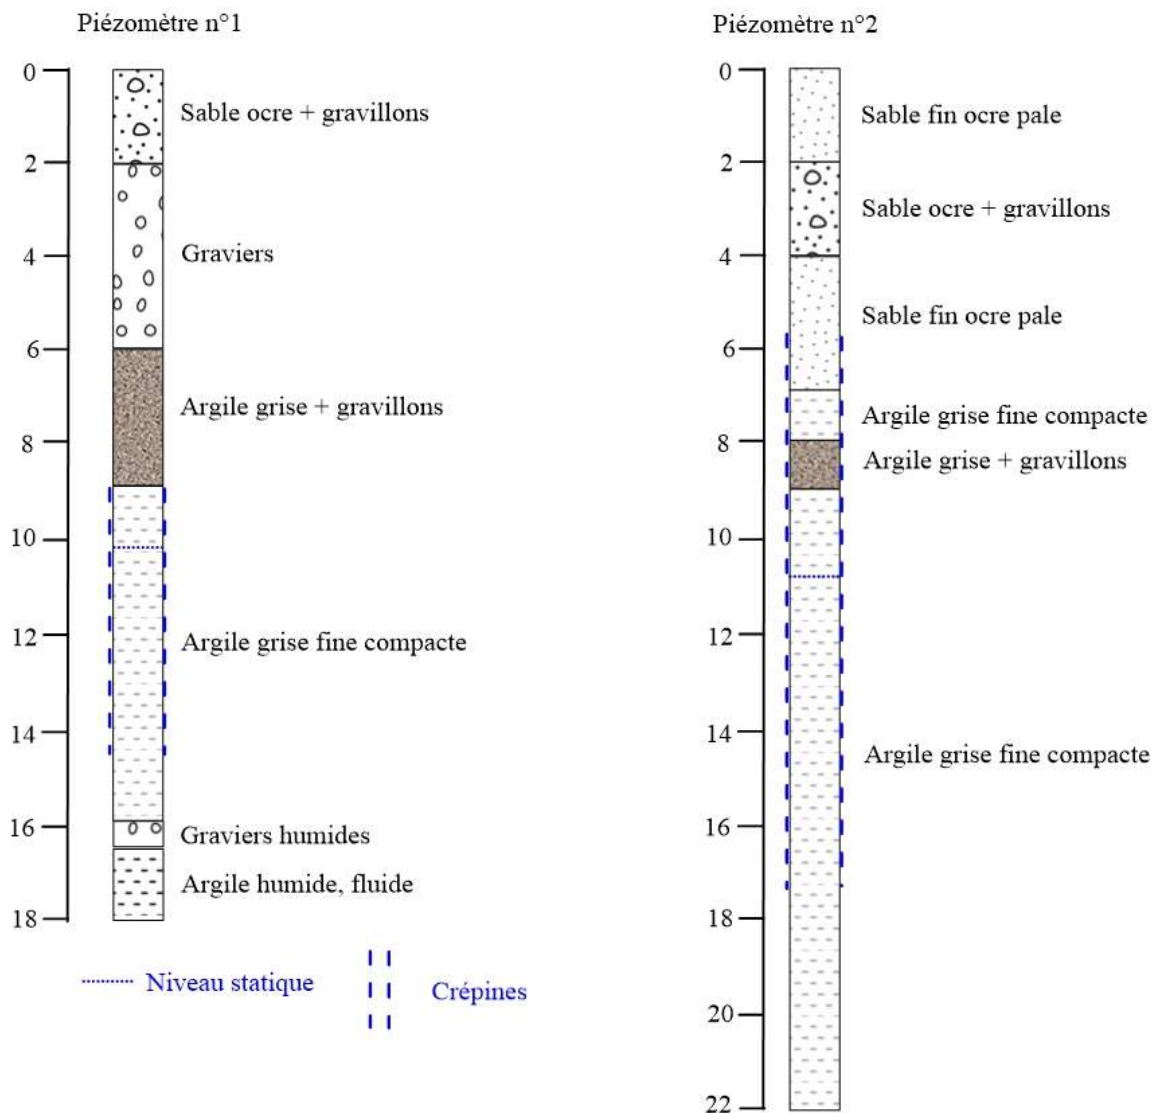 Piézomètre n°1
0
Sable ocre + gravillons
2
Graviers
4
6
Argile grise + gravillons
8
10
12
Argile grise fine compacte
14
16
Graviers humides
Argile humide, fluide
18
Niveau statique
Crépines
Piézomètre n°2
0
Sable fin ocre pale
2
Sable ocre + gravillons
4
Sable fin ocre pale
6
Argile grise fine compacte
8
Argile grise + gravillons
10
12
14
Argile grise fine compacte
16
18
20
22